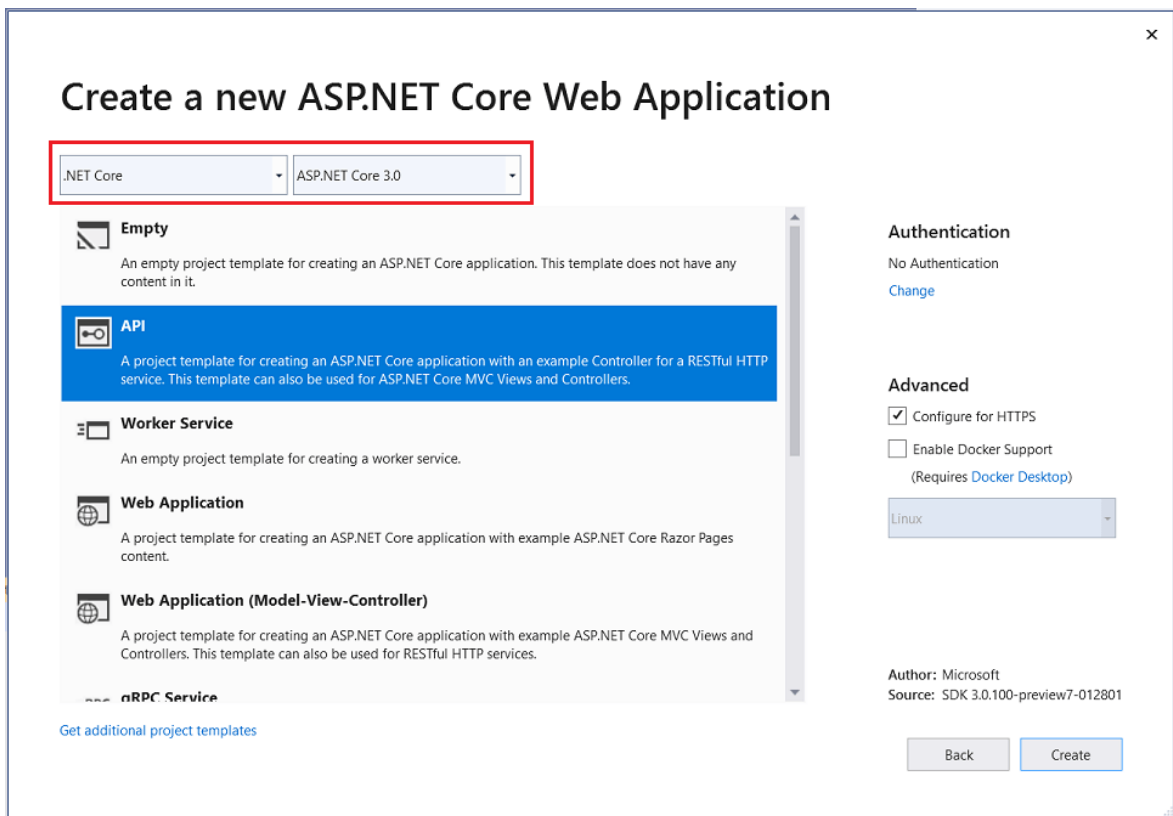 Create a new ASP.NET Core Web Application
.NET Core
ASP.NET Core 3.0
Empty
An empty project template for creating an ASP.NET Core application. This template does not have any
content in it.
API
A project template for creating an ASP.NET Core application with an example Controller for a RESTful HTTP
service. This template can also be used for ASP.NET Core MVC Views and Controllers.
Worker Service
An empty project template for creating a worker service.
Web Application
A project template for creating an ASP.NET Core application with example ASP.NET Core Razor Pages
content.
Web Application (Model-View-Controller)
A project template for creating an ASP.NET Core application with example ASP.NET Core MVC Views and
Controllers. This template can also be used for RESTful HTTP services.
gRPC Service
Get additional project templates
Authentication
No Authentication
Change
Advanced
Configure for HTTPS
Enable Docker Support
(Requires Docker Desktop)
Linux
Author: Microsoft
Source: SDK 3.0.100-preview7-012801
Back
Create